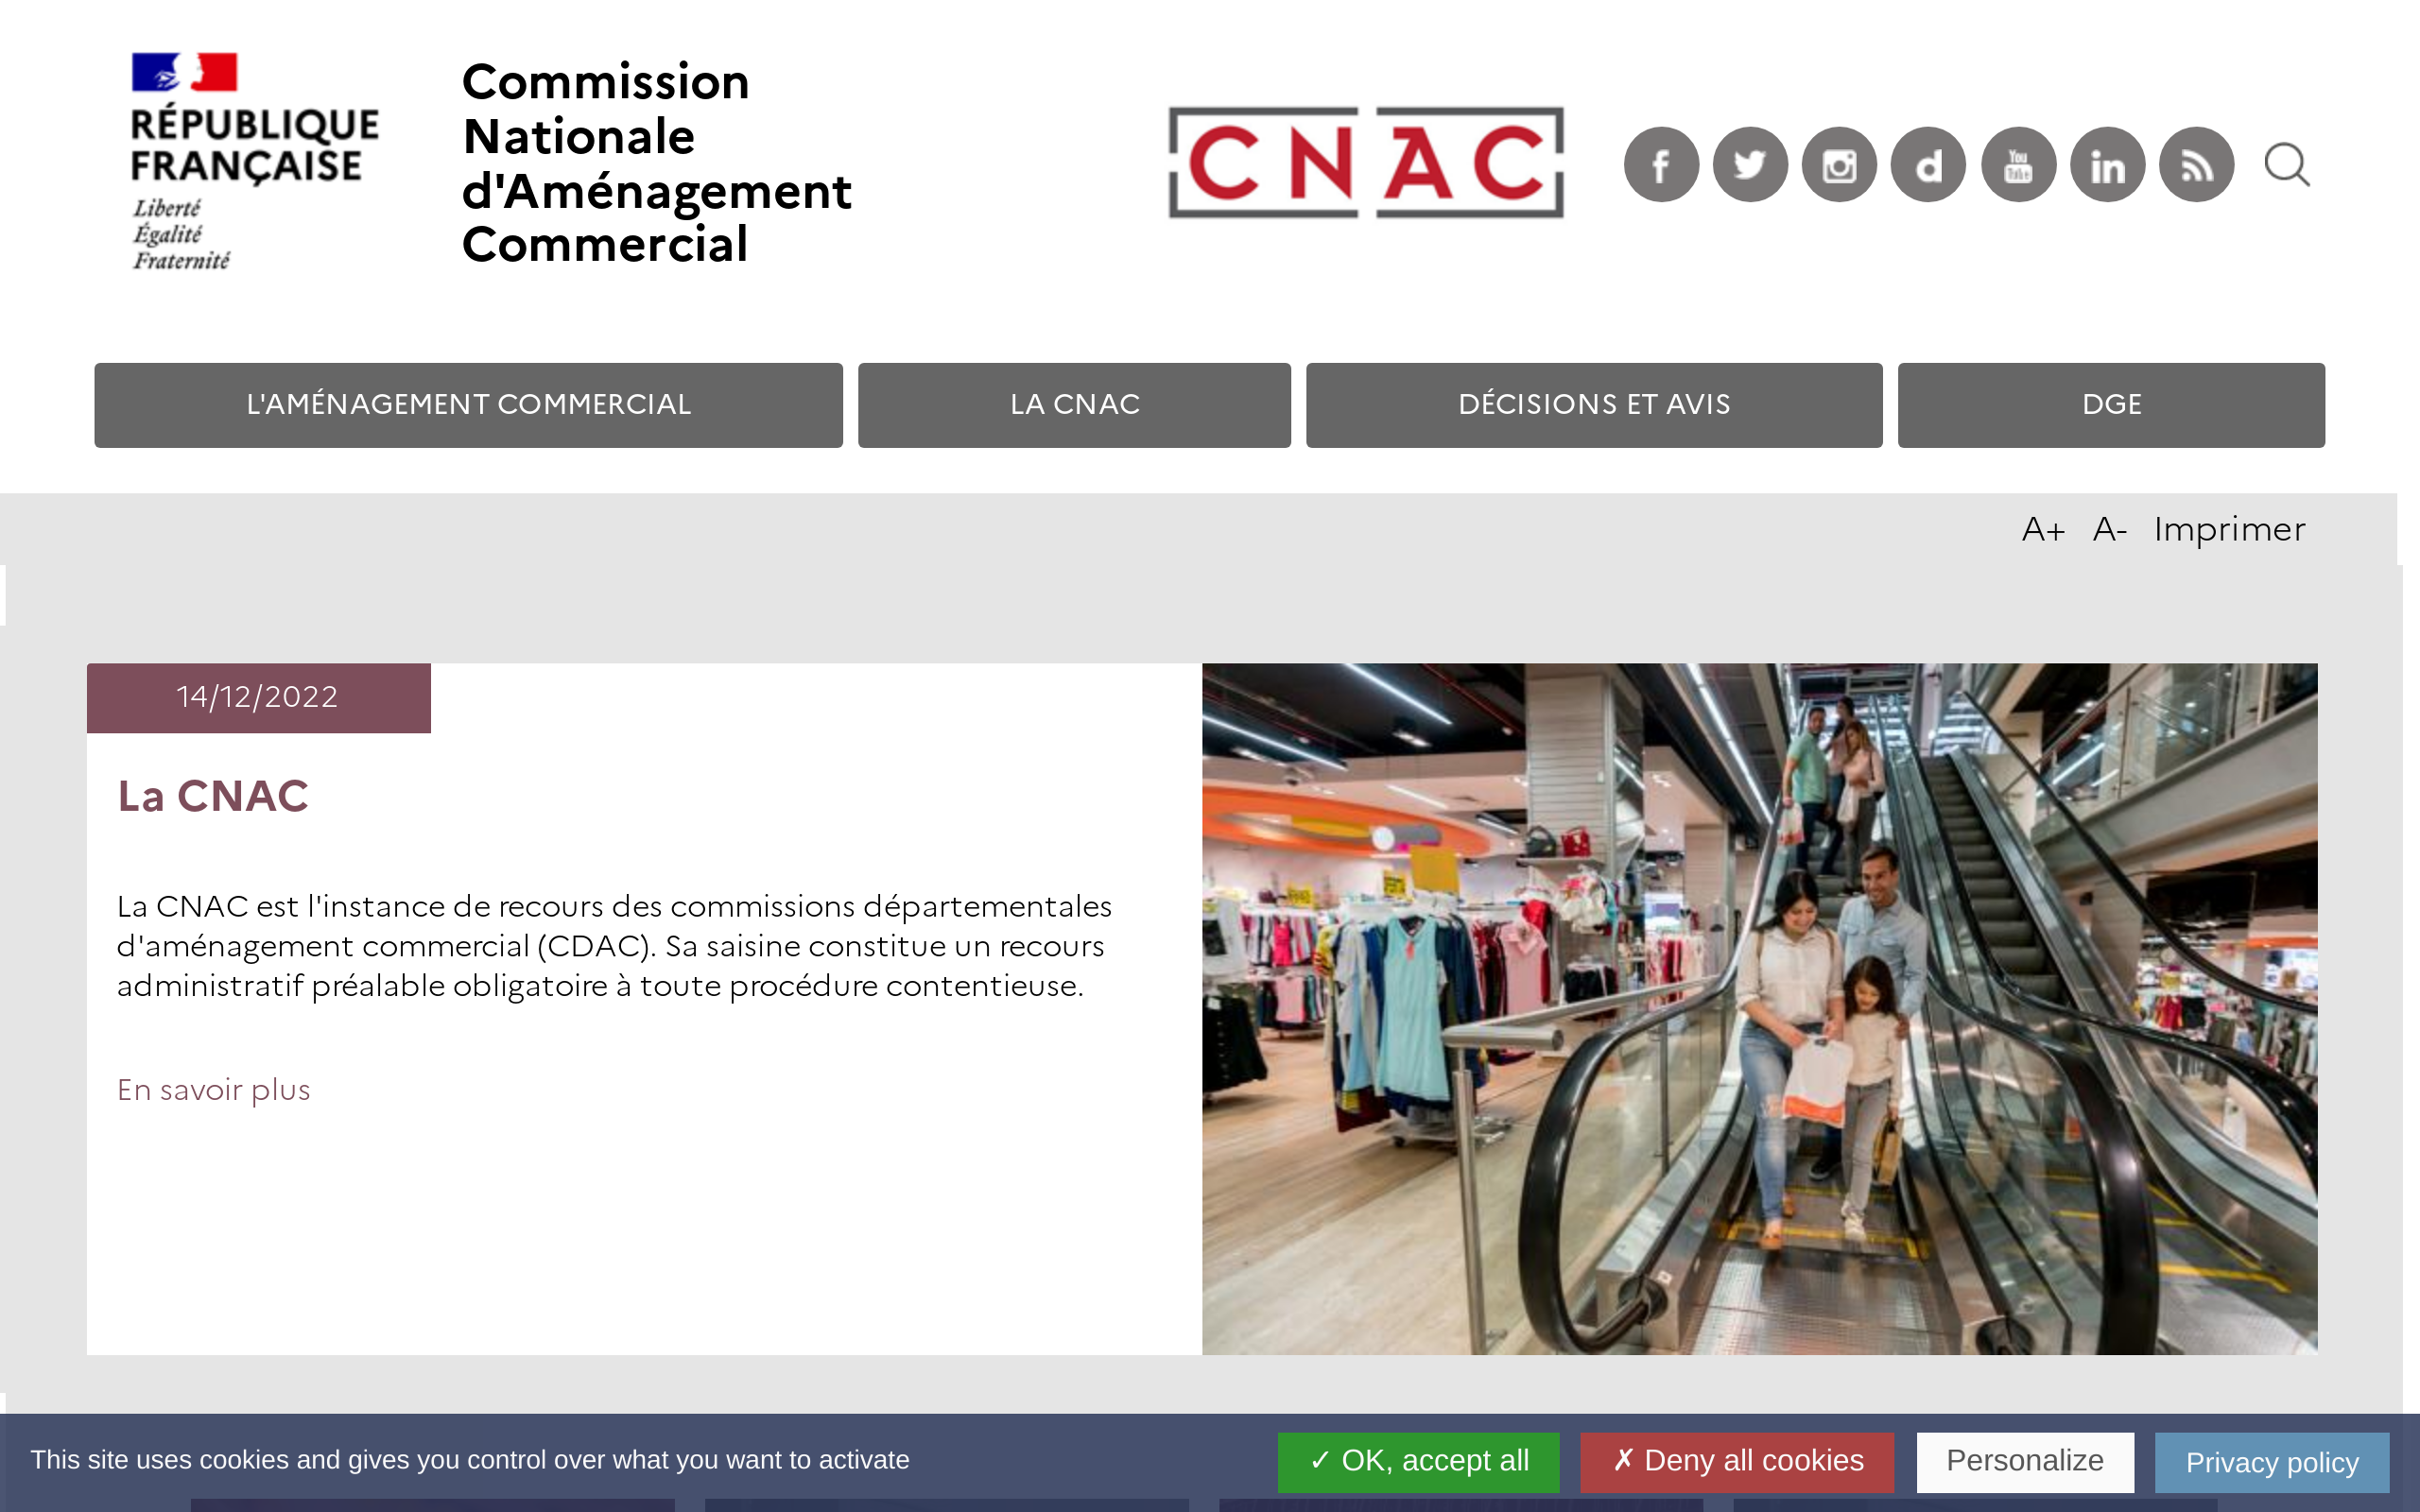 RÉPUBLIQUE
FRANÇAISE
Liberté
Égalité
Fraternité
Commission
Nationale
d'Aménagement
Commercial
CNAC
You
Tube
in
L'AMÉNAGEMENT COMMERCIAL
LA CNAC
DÉCISIONS ET AVIS
DGE
A+ A- Imprimer
14/12/2022
La CNAC
La CNAC est l'instance de recours des commissions départementales
d'aménagement commercial (CDAC). Sa saisine constitue un recours
administratif préalable obligatoire à toute procédure contentieuse.
En savoir plus
This site uses cookies and gives you control over what you want to activate
✓ OK, accept all
✗ Deny all cookies
Personalize
Privacy policy